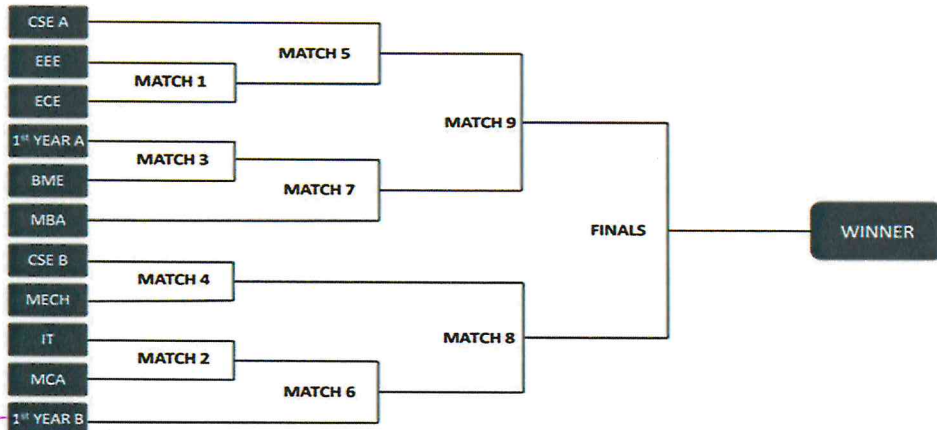 CSE A
EEE
ECE
1st YEAR A
BME
MBA
CSE B
MECH
IT
MCA
1st YEAR B
MATCH 1
MATCH 3
MATCH 4
MATCH 2
MATCH 5
MATCH 7
MATCH 6
MATCH 9
MATCH 8
FINALS
WINNER